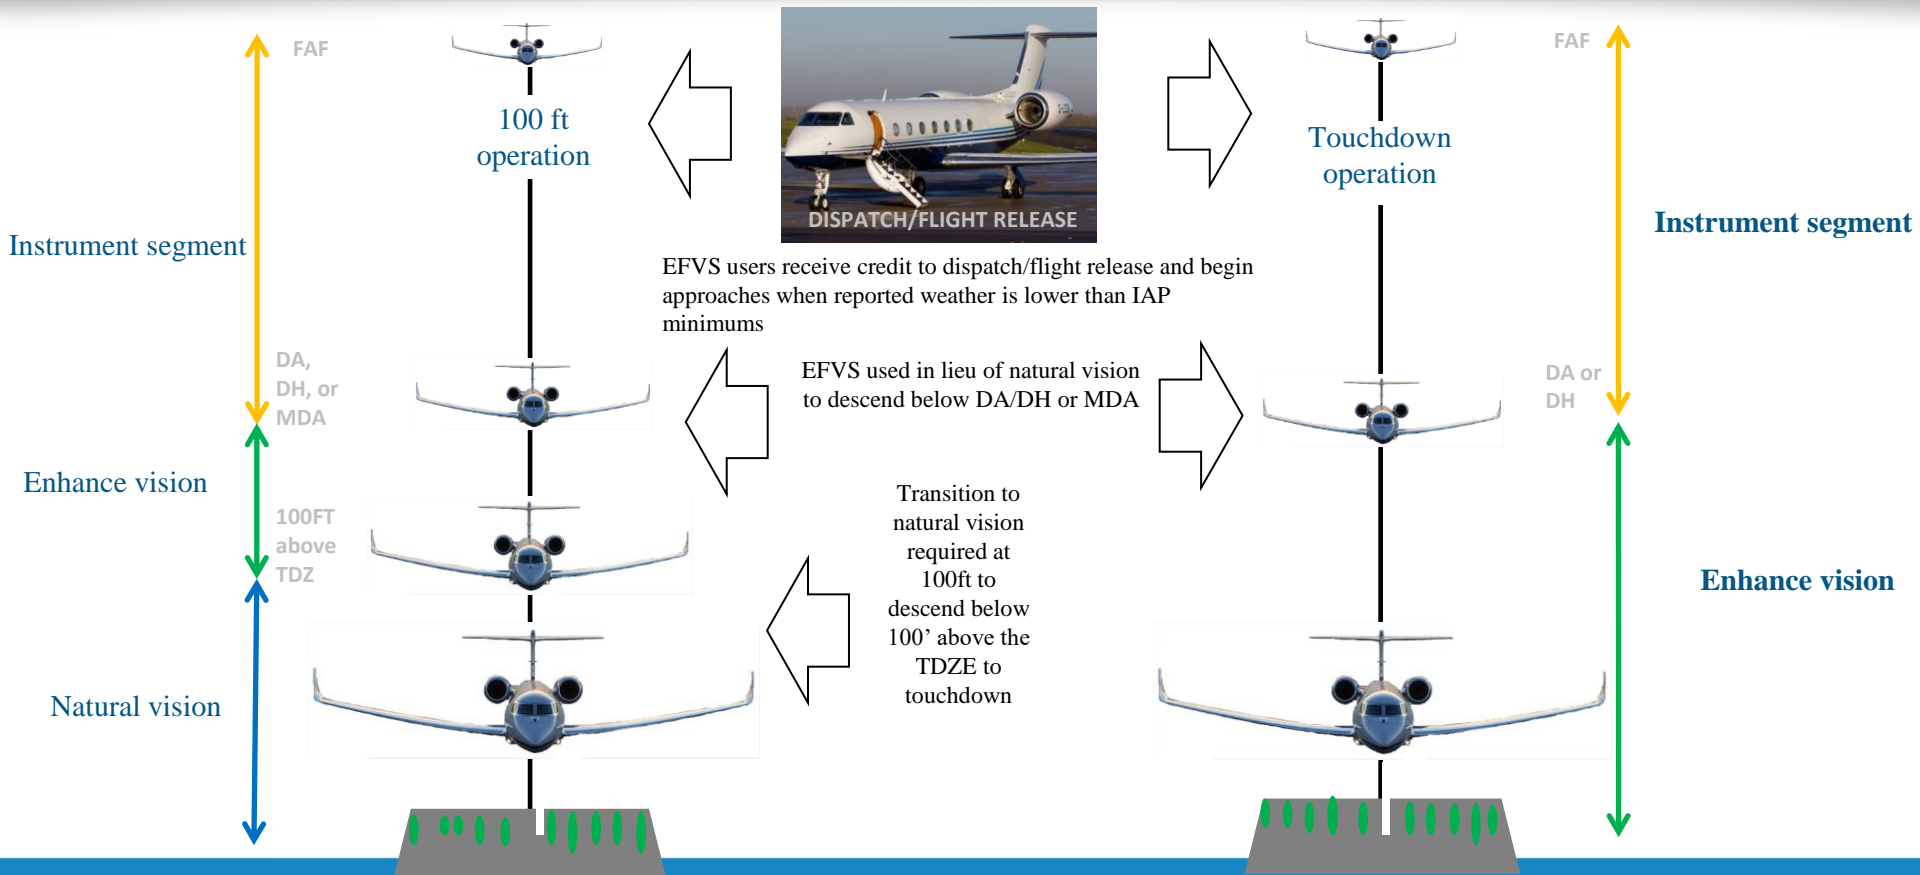 FAF
100 ft
operation
Instrument segment
DA,
DH, or
MDA
Enhance vision
100FT
above
TDZ
Natural vision
DISPATCH/FLIGHT RELEASE
EFVS users receive credit to dispatch/flight release and begin
approaches when reported weather is lower than IAP
minimums
EFVS used in lieu of natural vision
to descend below DA/DH or MDA
Transition to
natural vision
required at
100ft to
descend below
100’ above the
TDZE to
touchdown
FAF
Touchdown
operation
Instrument segment
DA or
DH
Enhance vision